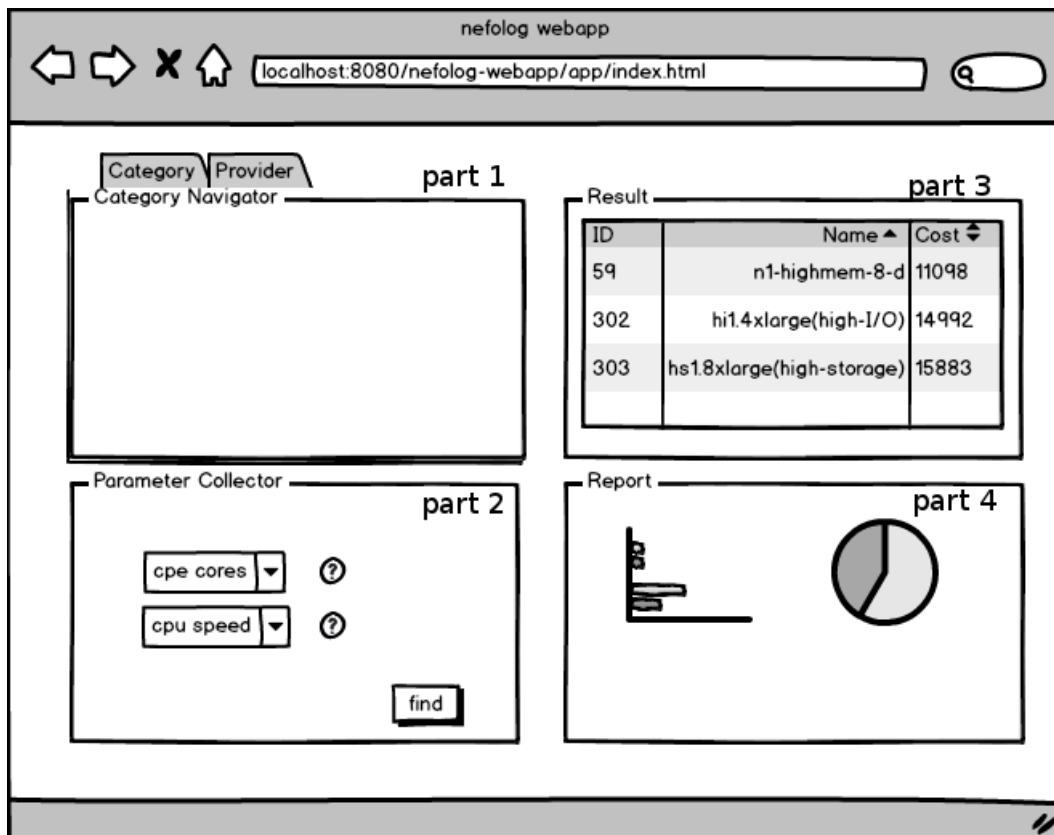 nefolog webapp
localhost:8080/nefolog-webapp/app/index.html
Category Provider
part 1
Category Navigator
part 3
Result
ID Name Cost
59 n1-highmem-8-d 11098
302 hi1.4xlarge(high-I/O) 14992
303 hs1.8xlarge(high-storage) 15883
Parameter Collector
part 2
cpe cores ?
cpu speed ?
find
Report
part 4